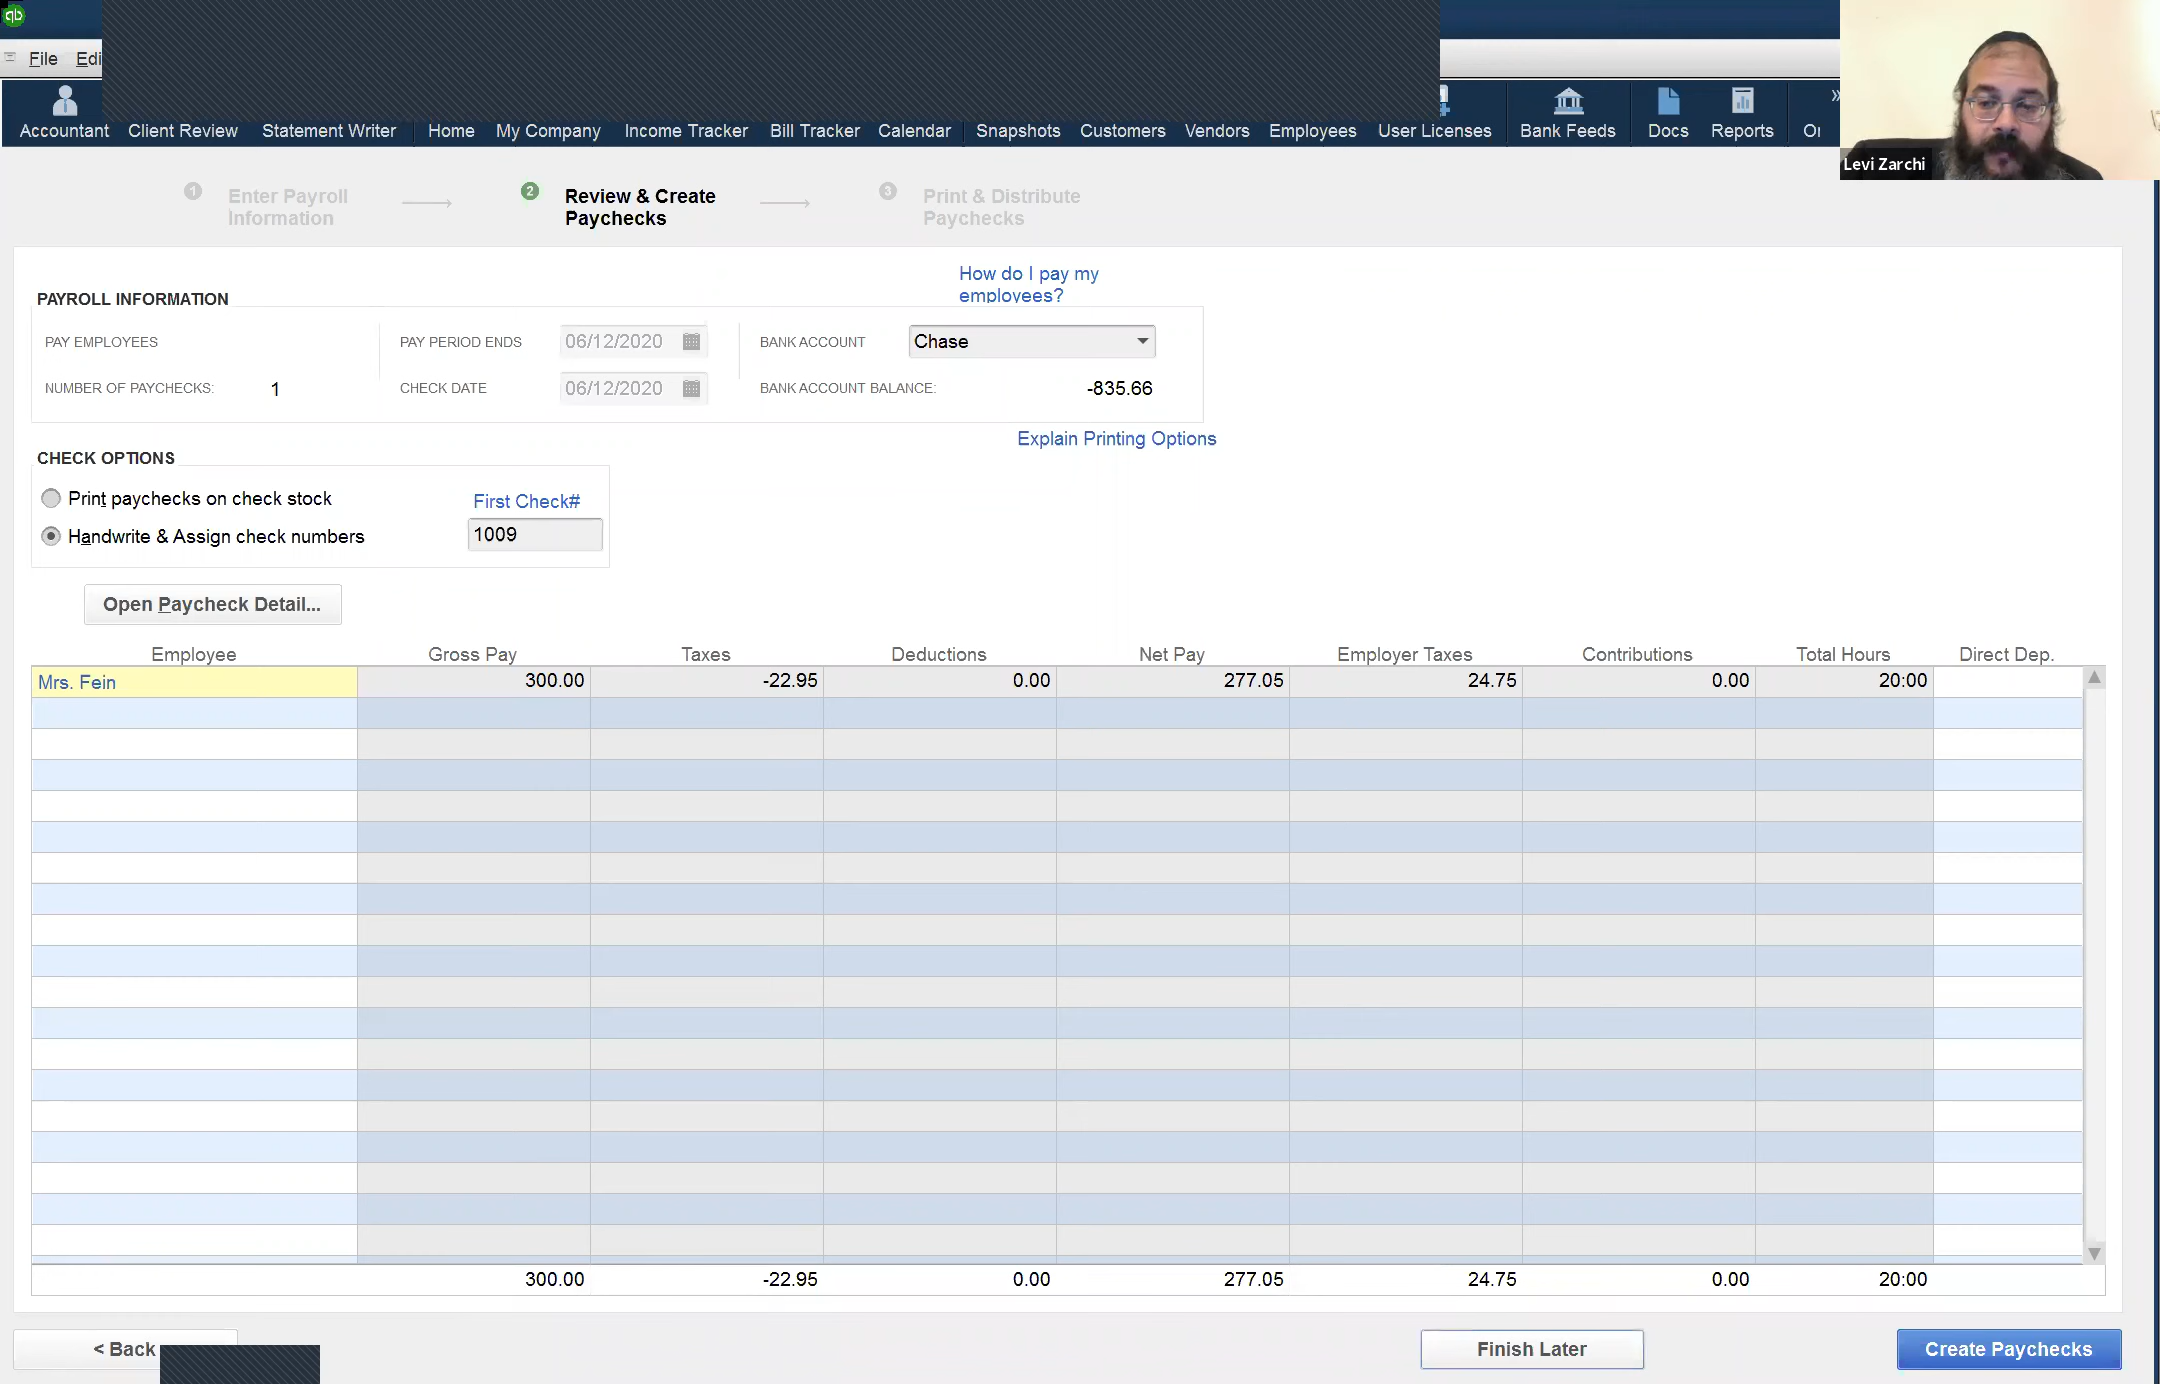 qb
File Edi
Accountant Client Review Statement Writer Home My Company Income Tracker Bill Tracker Calendar Snapshots Customers Vendors Employees User Licenses Bank Feeds Docs Reports
Levi Zarchi
1 Enter Payroll
Information
2 Review & Create
Paychecks
3 Print & Distribute
Paychecks
How do I pay my
employees?
PAYROLL INFORMATION
PAY EMPLOYEES PAY PERIOD ENDS 06/12/2020 BANK ACCOUNT Chase
NUMBER OF PAYCHECKS: 1 CHECK DATE 06/12/2020 BANK ACCOUNT BALANCE: -835.66
Explain Printing Options
CHECK OPTIONS
Print paychecks on check stock First Check#
Handwrite & Assign check numbers 1009
Open Paycheck Detail...
Employee Gross Pay Taxes Deductions Net Pay Employer Taxes Contributions Total Hours Direct Dep.
Mrs. Fein 300.00 -22.95 0.00 277.05 24.75 0.00 20:00
300.00 -22.95 0.00 277.05 24.75 0.00 20:00
< Back Finish Later Create Paychecks